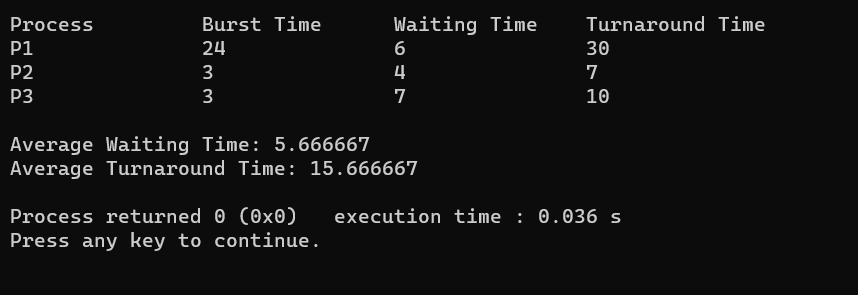 Process         Burst Time      Waiting Time    Turnaround Time
P1              24              6               30
P2              3               4               7
P3              3               7               10
Average Waiting Time: 5.666667
Average Turnaround Time: 15.666667
Process returned 0 (0x0)   execution time : 0.036 s
Press any key to continue.